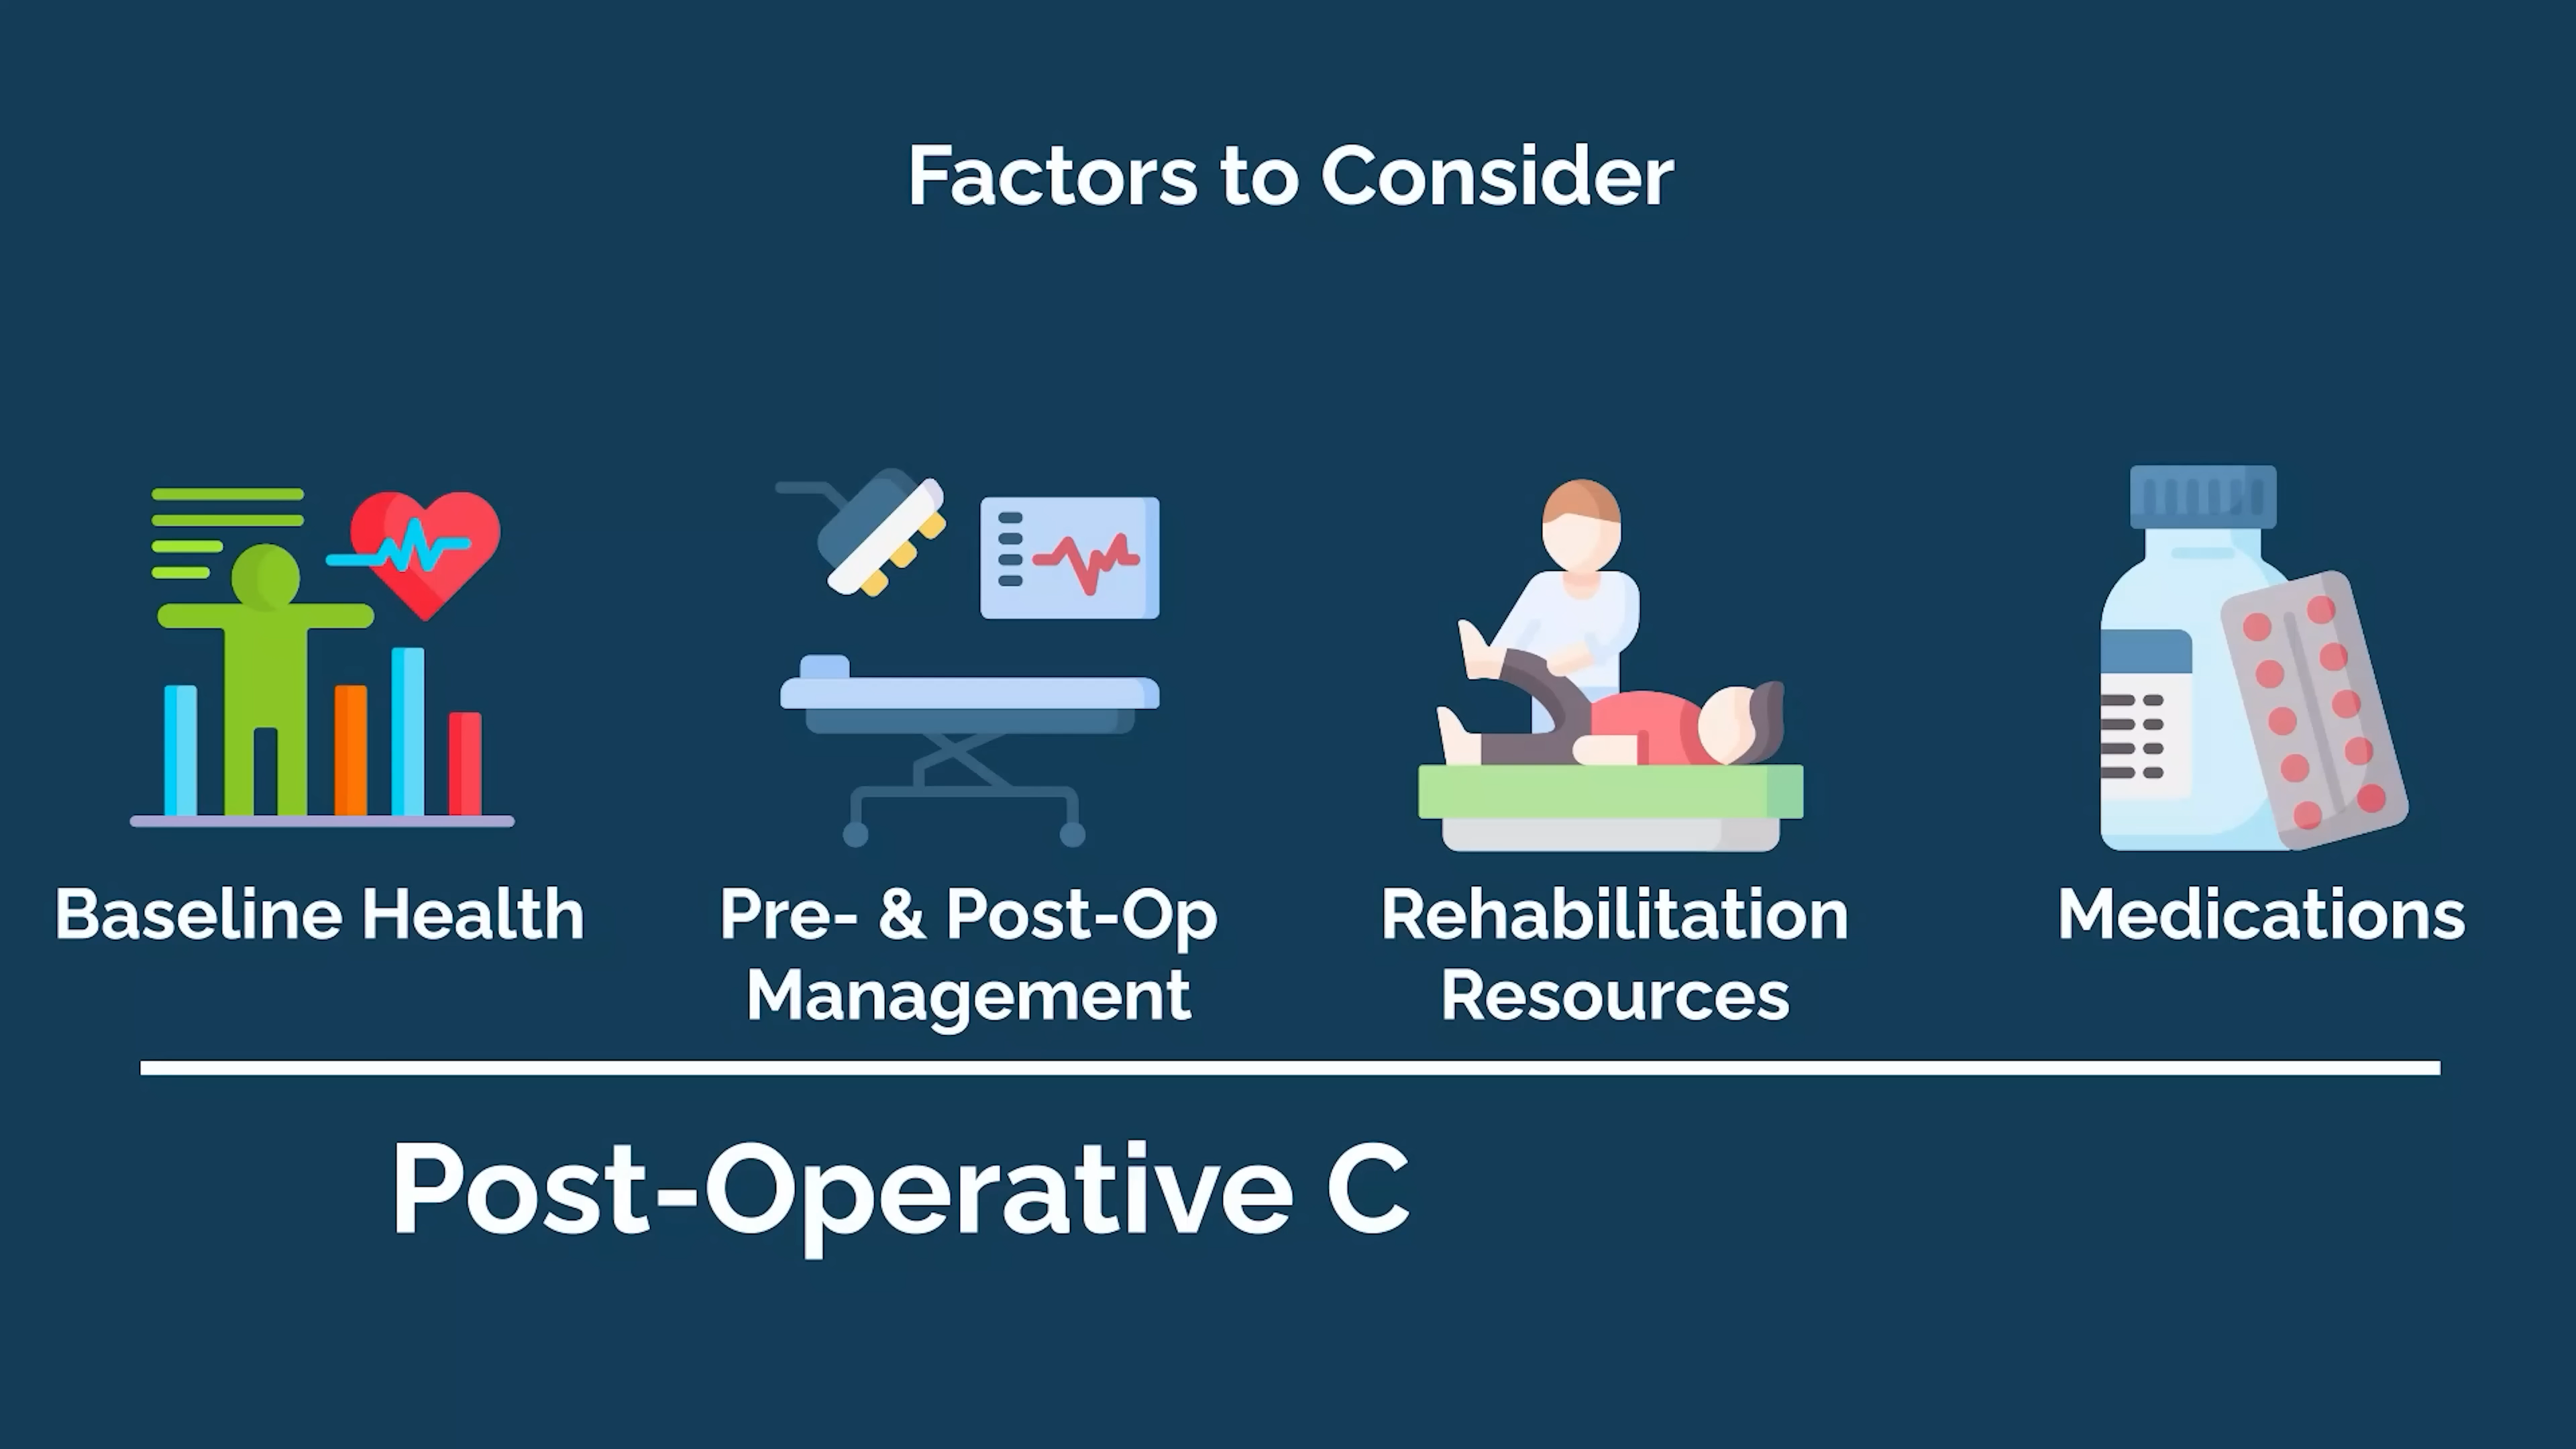 Factors to Consider
Baseline Health
Pre- & Post-Op
Management
Rehabilitation
Resources
Medications
Post-Operative C